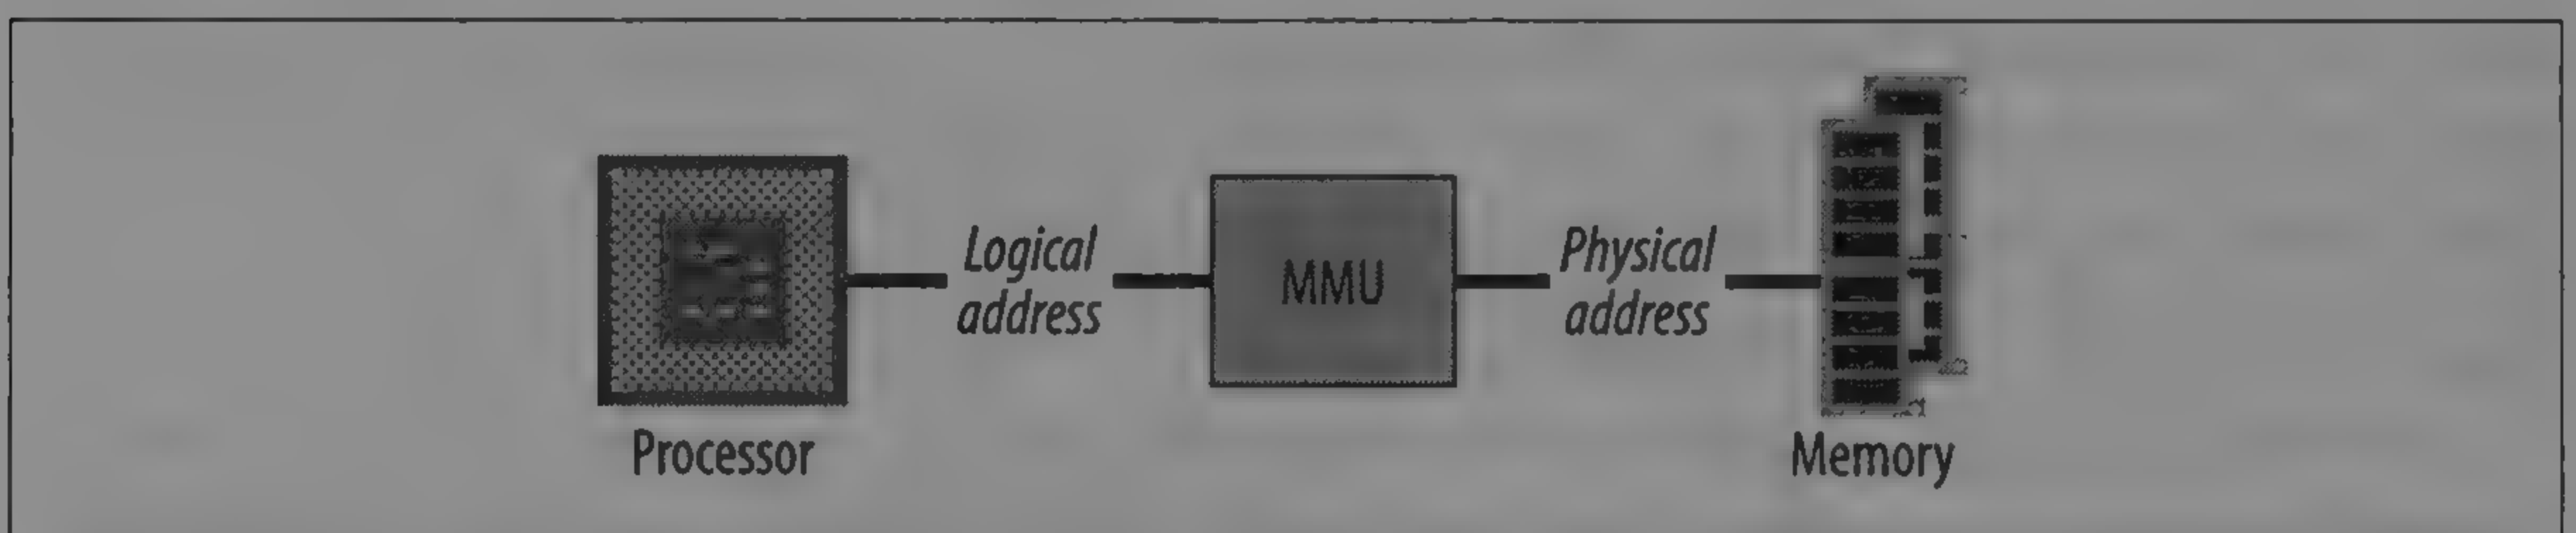 Logical
address
MMU
Physical
address
Processor
Memory